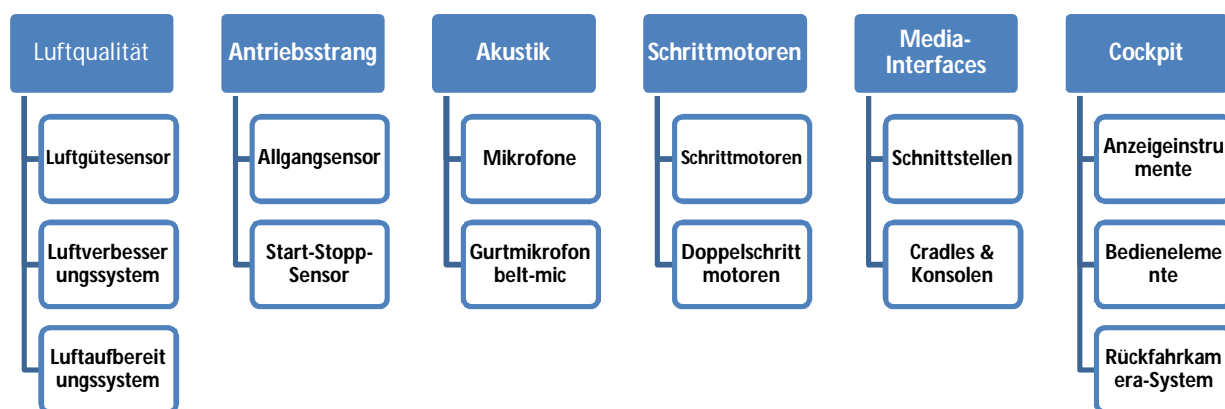 Luftqualität
Luftgütesensor
Luftverbesser
ungssystem
Luftaufbereit
ungssystem
Antriebsstrang
Allgangsensor
Start-Stopp-
Sensor
Akustik
Mikrofone
Gurtmikrofon
belt-mic
Schrittmotoren
Schrittmotoren
Doppelschritt
motoren
Media-
Interfaces
Schnittstellen
Cradles &
Konsolen
Cockpit
Anzeigeinstru
mente
Bedieneleme
nte
Rückfahrkam
era-System